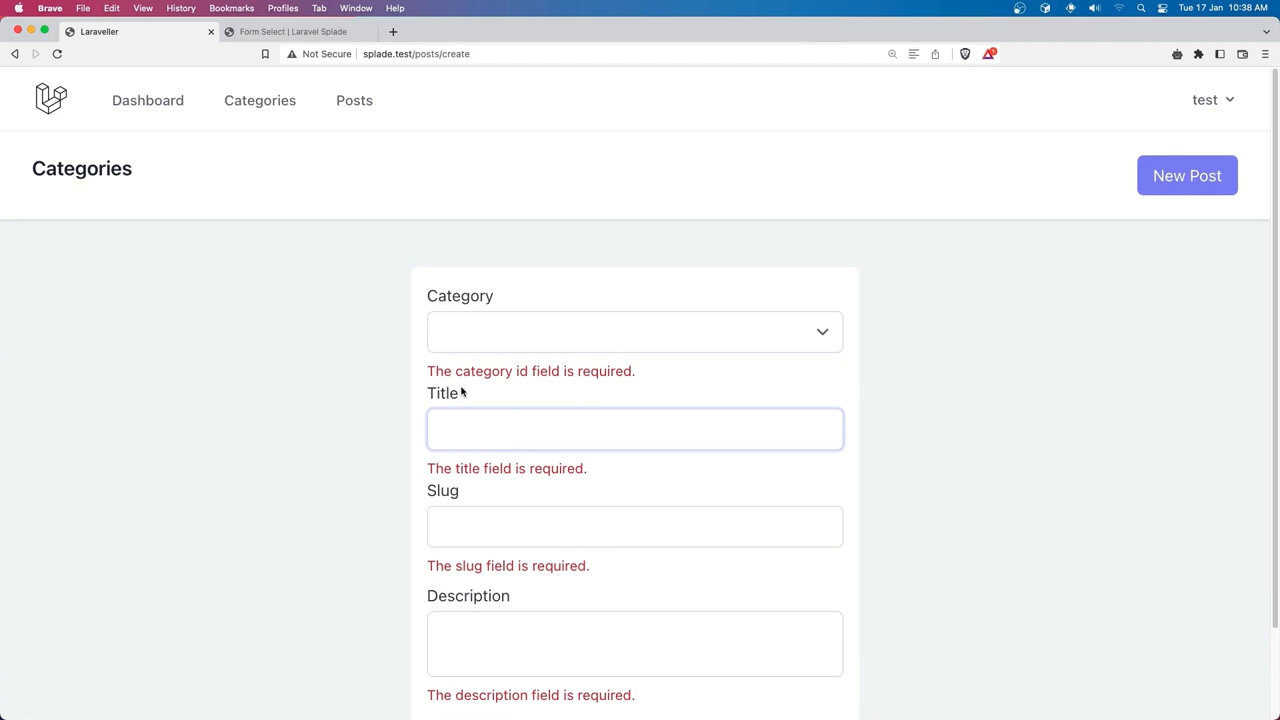 Brave File Edit View History Bookmarks Profiles Tab Window Help Tue 17 Jan 10:38 AM
Laraveller Form Select | Laravel Splade
Not Secure splade.test/posts/create
Dashboard Categories Posts test
Categories New Post
Category
The category id field is required.
Title
The title field is required.
Slug
The slug field is required.
Description
The description field is required.